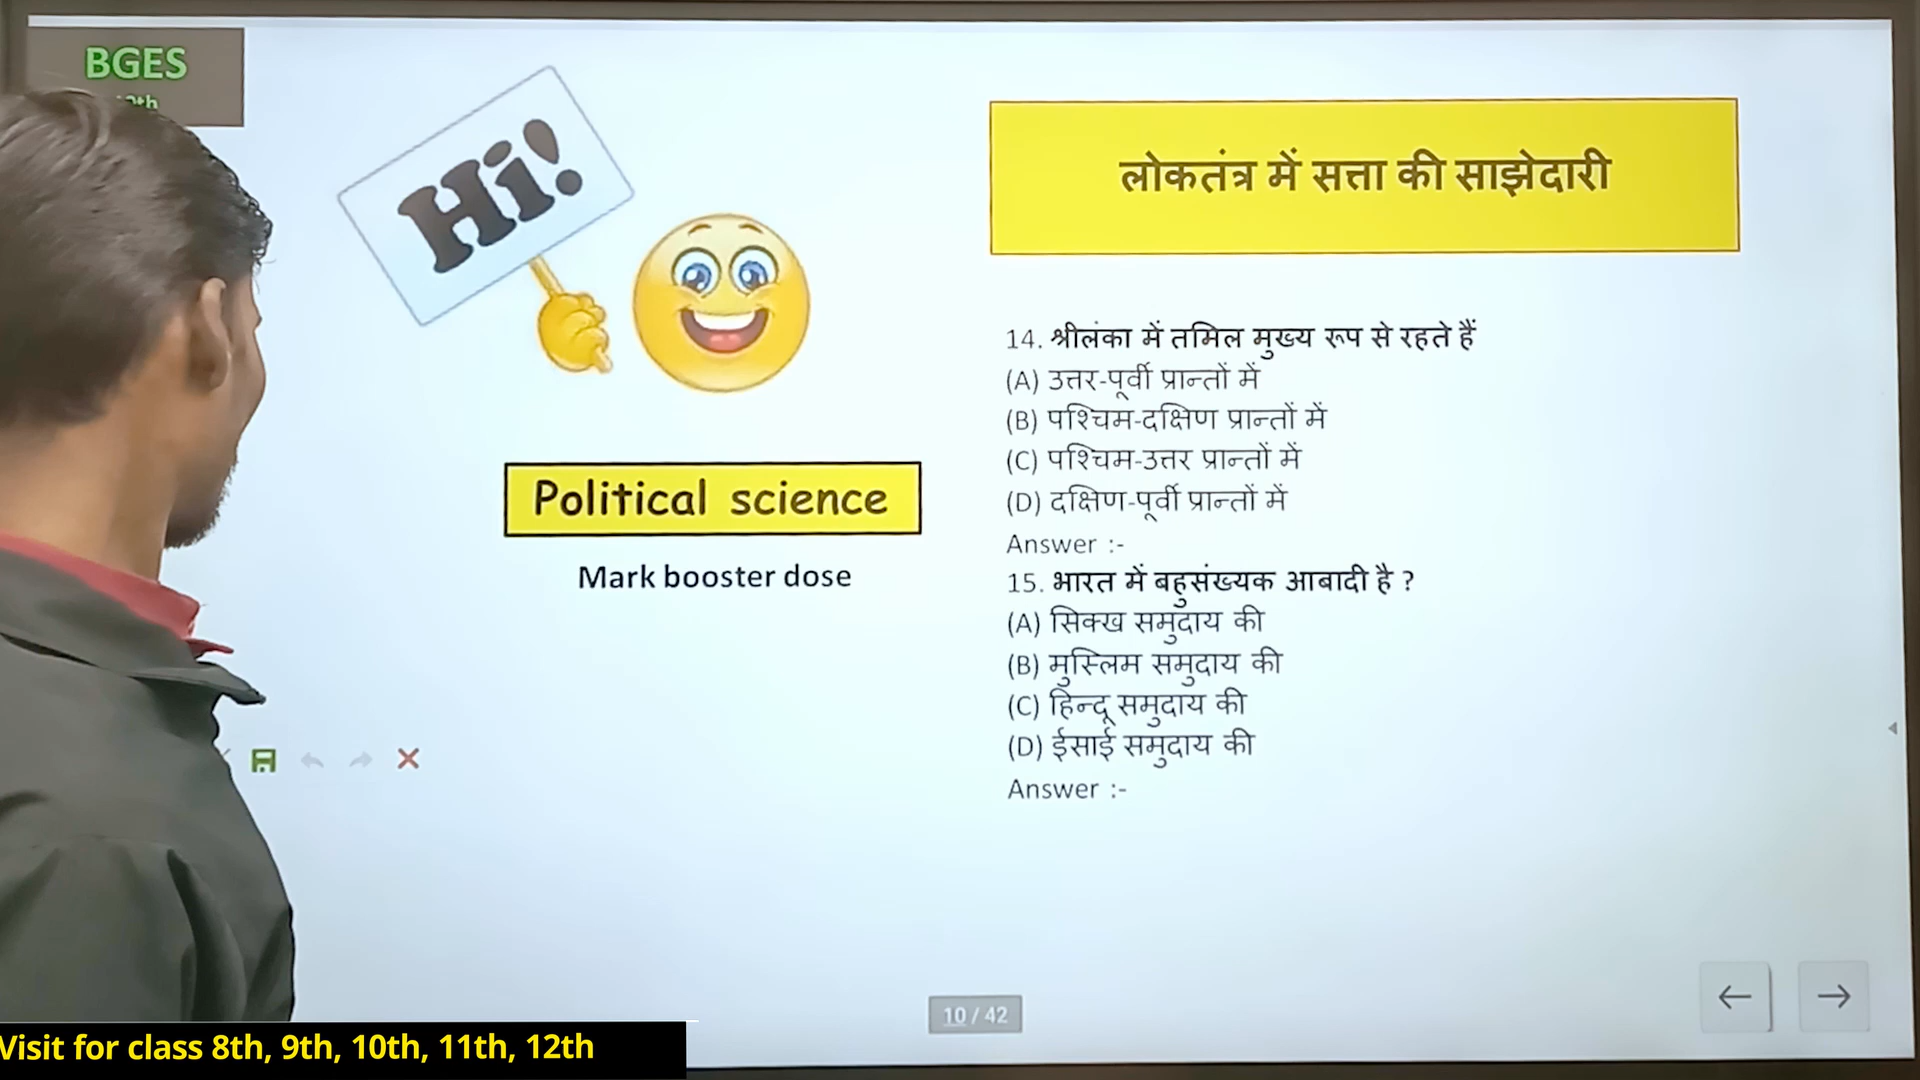 BGES
Hi!
लोकतंत्र में सत्ता की साझेदारी
14. श्रीलंका में तमिल मुख्य रूप से रहते हैं
(A) उत्तर-पूर्वी प्रान्तों में
(B) पश्चिम-दक्षिण प्रान्तों में
(C) पश्चिम-उत्तर प्रान्तों में
(D) दक्षिण-पूर्वी प्रान्तों में
Answer :-
15. भारत में बहुसंख्यक आबादी है ?
(A) सिक्ख समुदाय की
(B) मुस्लिम समुदाय की
(C) हिन्दू समुदाय की
(D) ईसाई समुदाय की
Answer :-
Political science
Mark booster dose
10 / 42
Visit for class 8th, 9th, 10th, 11th, 12th